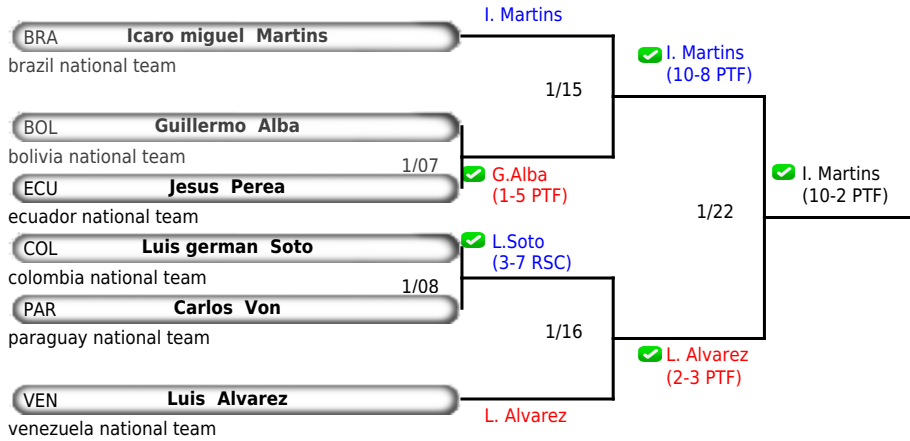 I. Martins
BRA Icaro miguel Martins
brazil national team
I. Martins
(10-8 PTF)
1/15
BOL Guillermo Alba
bolivia national team
1/07
G.Alba
(1-5 PTF)
ECU Jesus Perea
ecuador national team
I. Martins
(10-2 PTF)
1/22
COL Luis german Soto
colombia national team
L.Soto
(3-7 RSC)
1/08
PAR Carlos Von
paraguay national team
1/16
L. Alvarez
(2-3 PTF)
VEN Luis Alvarez
venezuela national team
L. Alvarez